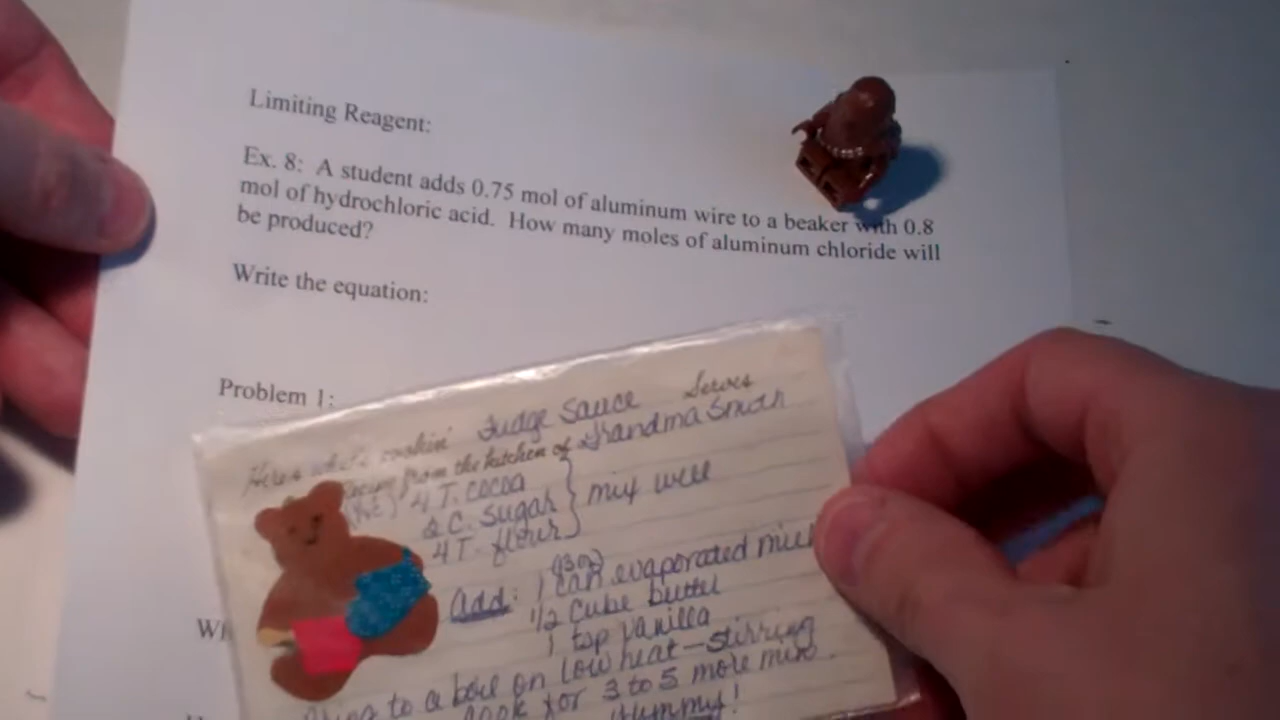 Limiting Reagent:
Ex. 8: A student adds 0.75 mol of aluminum wire to a beaker with 0.8
mol of hydrochloric acid. How many moles of aluminum chloride will
be produced?
Write the equation:
Problem 1:
Here's what's cookin' Fudge Sauce Serves
Recipe from the kitchen of Grandma Smith
4 T. cocoa
2 C. sugar } mix well
4 T. flour
(13oz)
add: 1 can evaporated milk
1/2 cube butter
1 tsp vanilla
to a boil on low heat - stirring
cook for 3 to 5 more min.
Yummy!